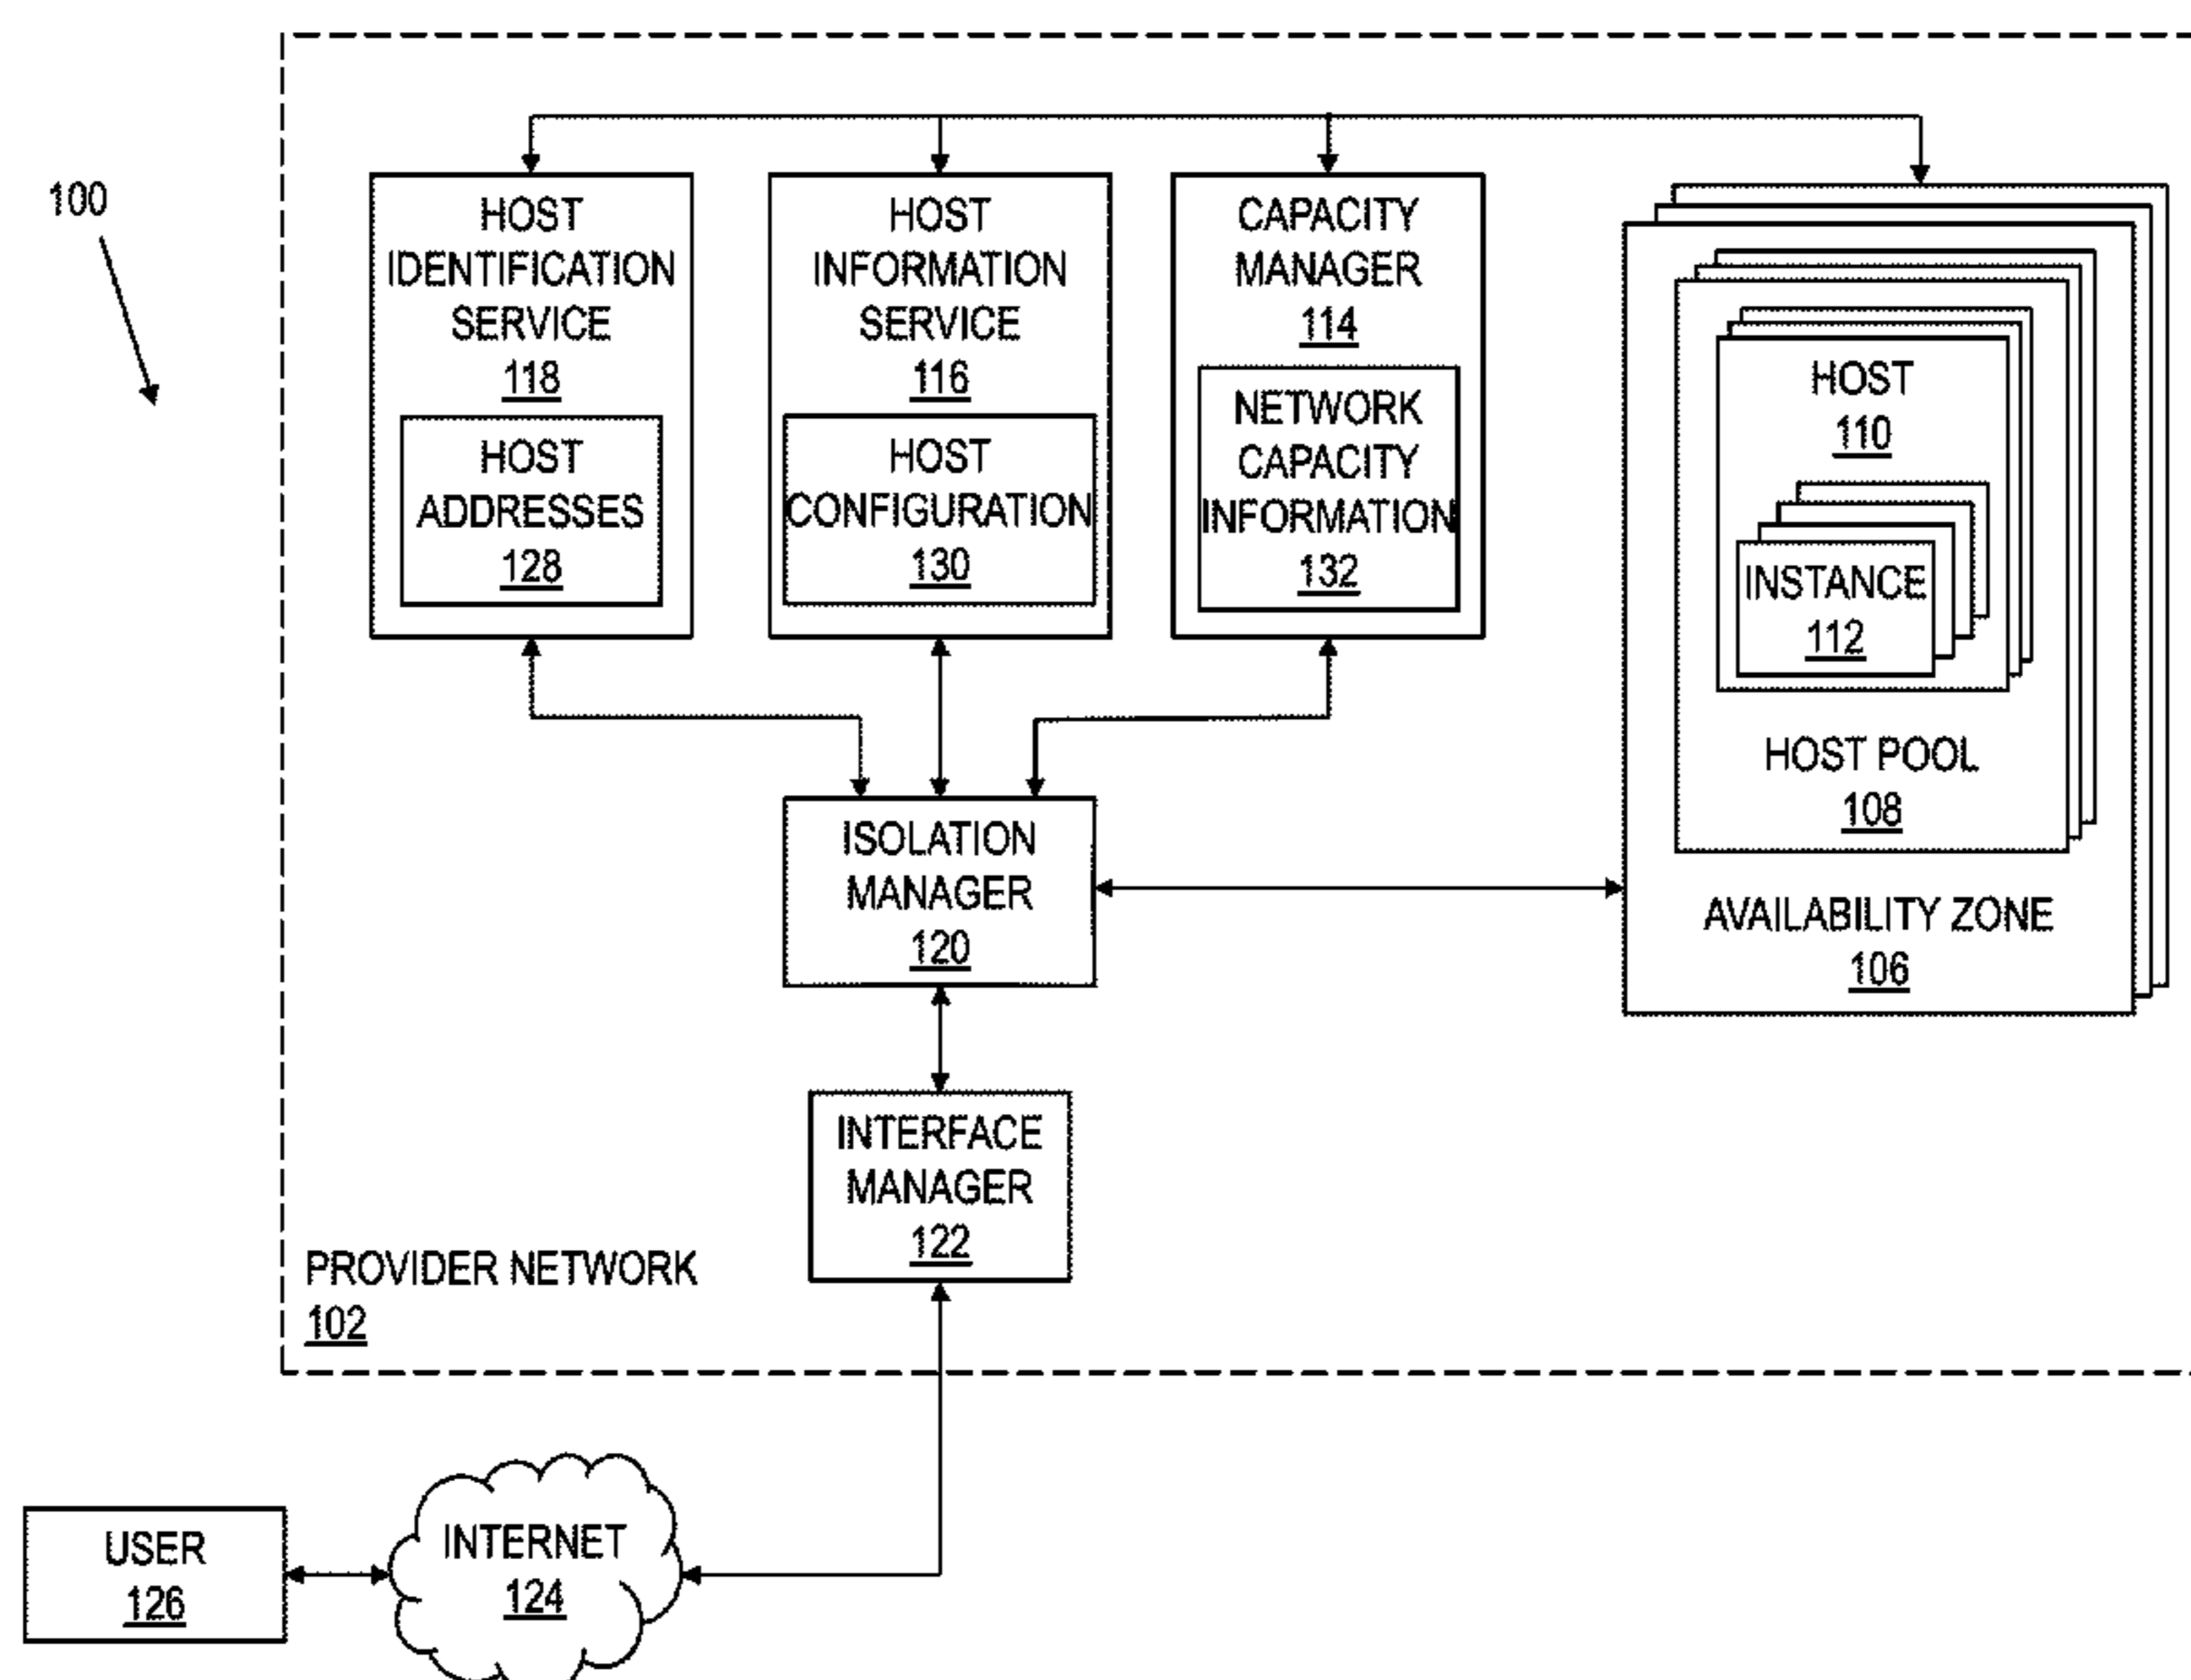 100
HOST
IDENTIFICATION
SERVICE
118
HOST
ADDRESSES
128
HOST
INFORMATION
SERVICE
116
HOST
CONFIGURATION
130
CAPACITY
MANAGER
114
NETWORK
CAPACITY
INFORMATION
132
HOST
110
INSTANCE
112
HOST POOL
108
AVAILABILITY ZONE
106
ISOLATION
MANAGER
120
INTERFACE
MANAGER
122
PROVIDER NETWORK
102
USER
126
INTERNET
124